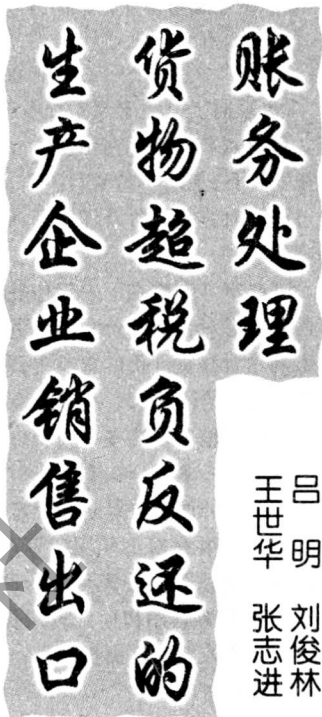 生产企业销售出口
货物超税负反还的
账务处理
吕 明 刘俊林
王世华 张志进